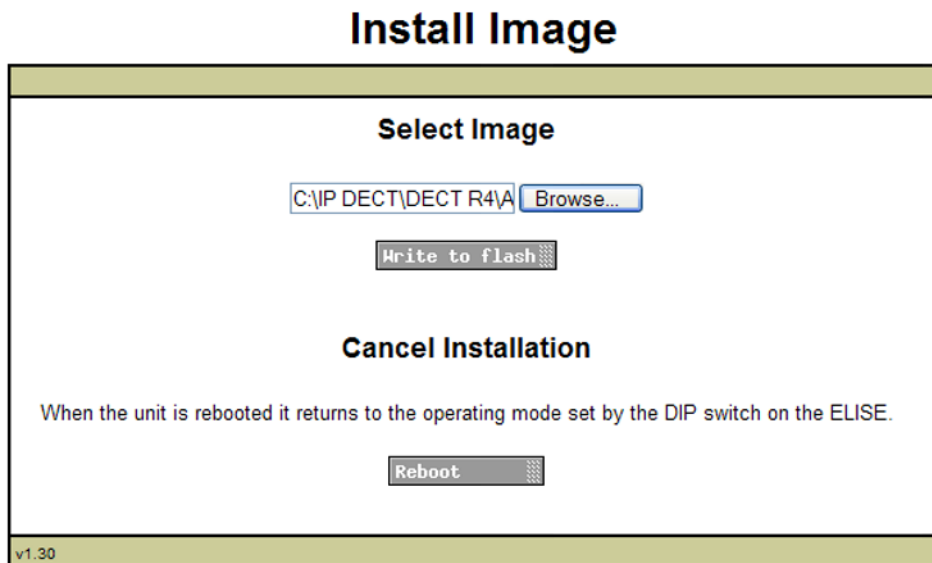 Install Image
Select Image
C:\IP DECT\DECT R4\A Browse...
Write to flash
Cancel Installation
When the unit is rebooted it returns to the operating mode set by the DIP switch on the ELISE.
Reboot
v1.30